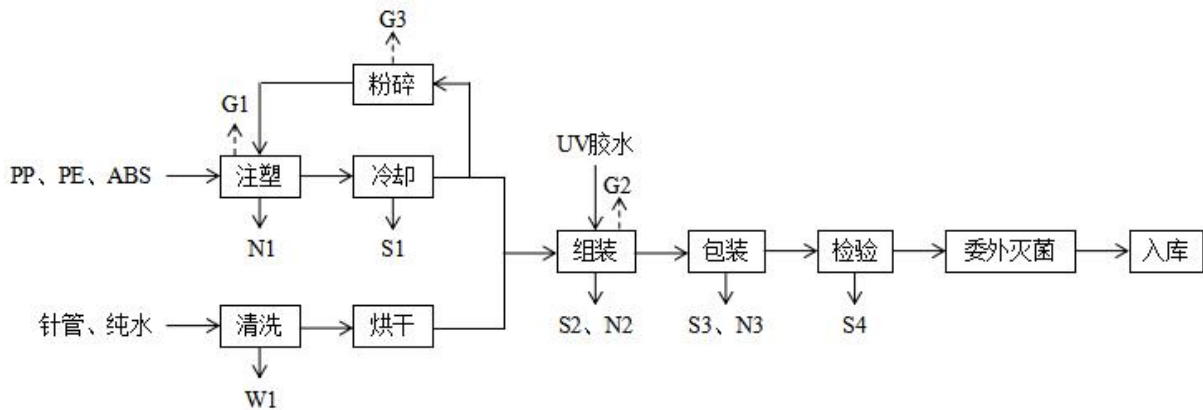 G3
粉碎
G1
UV胶水
G2
PP、PE、ABS
注塑
冷却
N1
S1
组装
包装
检验
委外灭菌
入库
S2、N2
S3、N3
S4
针管、纯水
清洗
烘干
W1